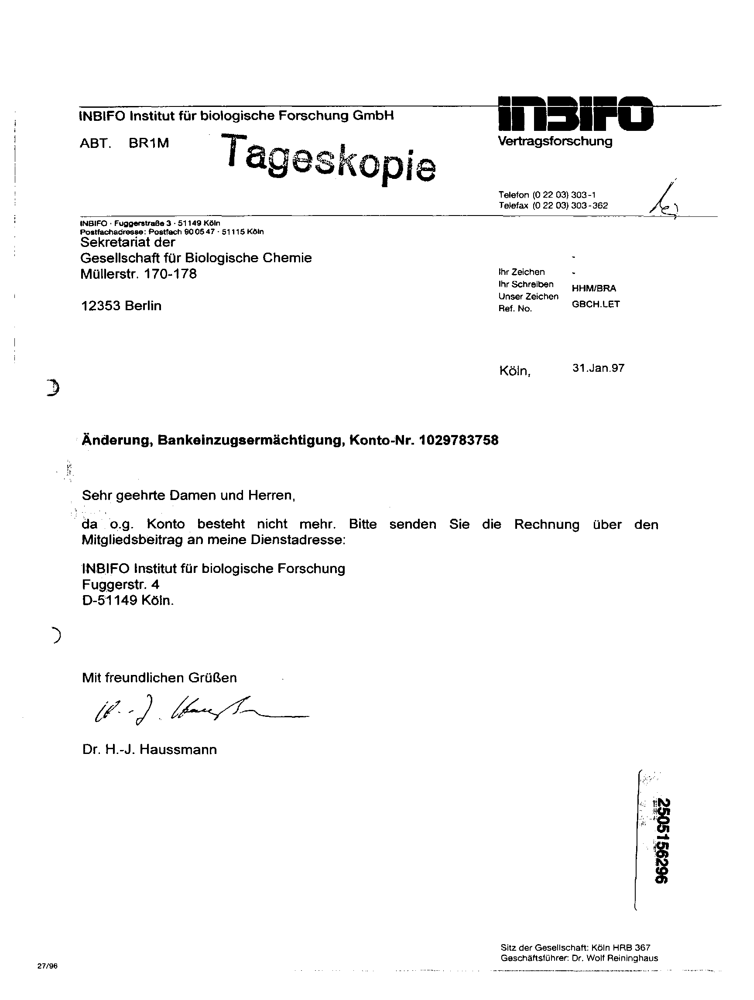 INBIFO Institut für biologische Forschung GmbH
INBIFO
ABT. BR1M
Tageskopie
Vertragsforschung
Telefon (0 22 03) 303-1
Telefax (0 22 03) 303-362
INBIFO · Fuggerstraße 3 · 51149 Köln
Postfachadresse: Postfach 90 05 47 · 51115 Köln
Sekretariat der
Gesellschaft für Biologische Chemie
Müllerstr. 170-178
12353 Berlin
Ihr Zeichen -
Ihr Schreiben -
Unser Zeichen HHM/BRA
Ref. No. GBCH.LET
Köln, 31.Jan.97
Änderung, Bankeinzugsermächtigung, Konto-Nr. 1029783758
Sehr geehrte Damen und Herren,
da o.g. Konto besteht nicht mehr. Bitte senden Sie die Rechnung über den
Mitgliedsbeitrag an meine Dienstadresse:
INBIFO Institut für biologische Forschung
Fuggerstr. 4
D-51149 Köln.
Mit freundlichen Grüßen
Dr. H.-J. Haussmann
2505156296
Sitz der Gesellschaft: Köln HRB 367
Geschäftsführer: Dr. Wolf Reininghaus
27/96